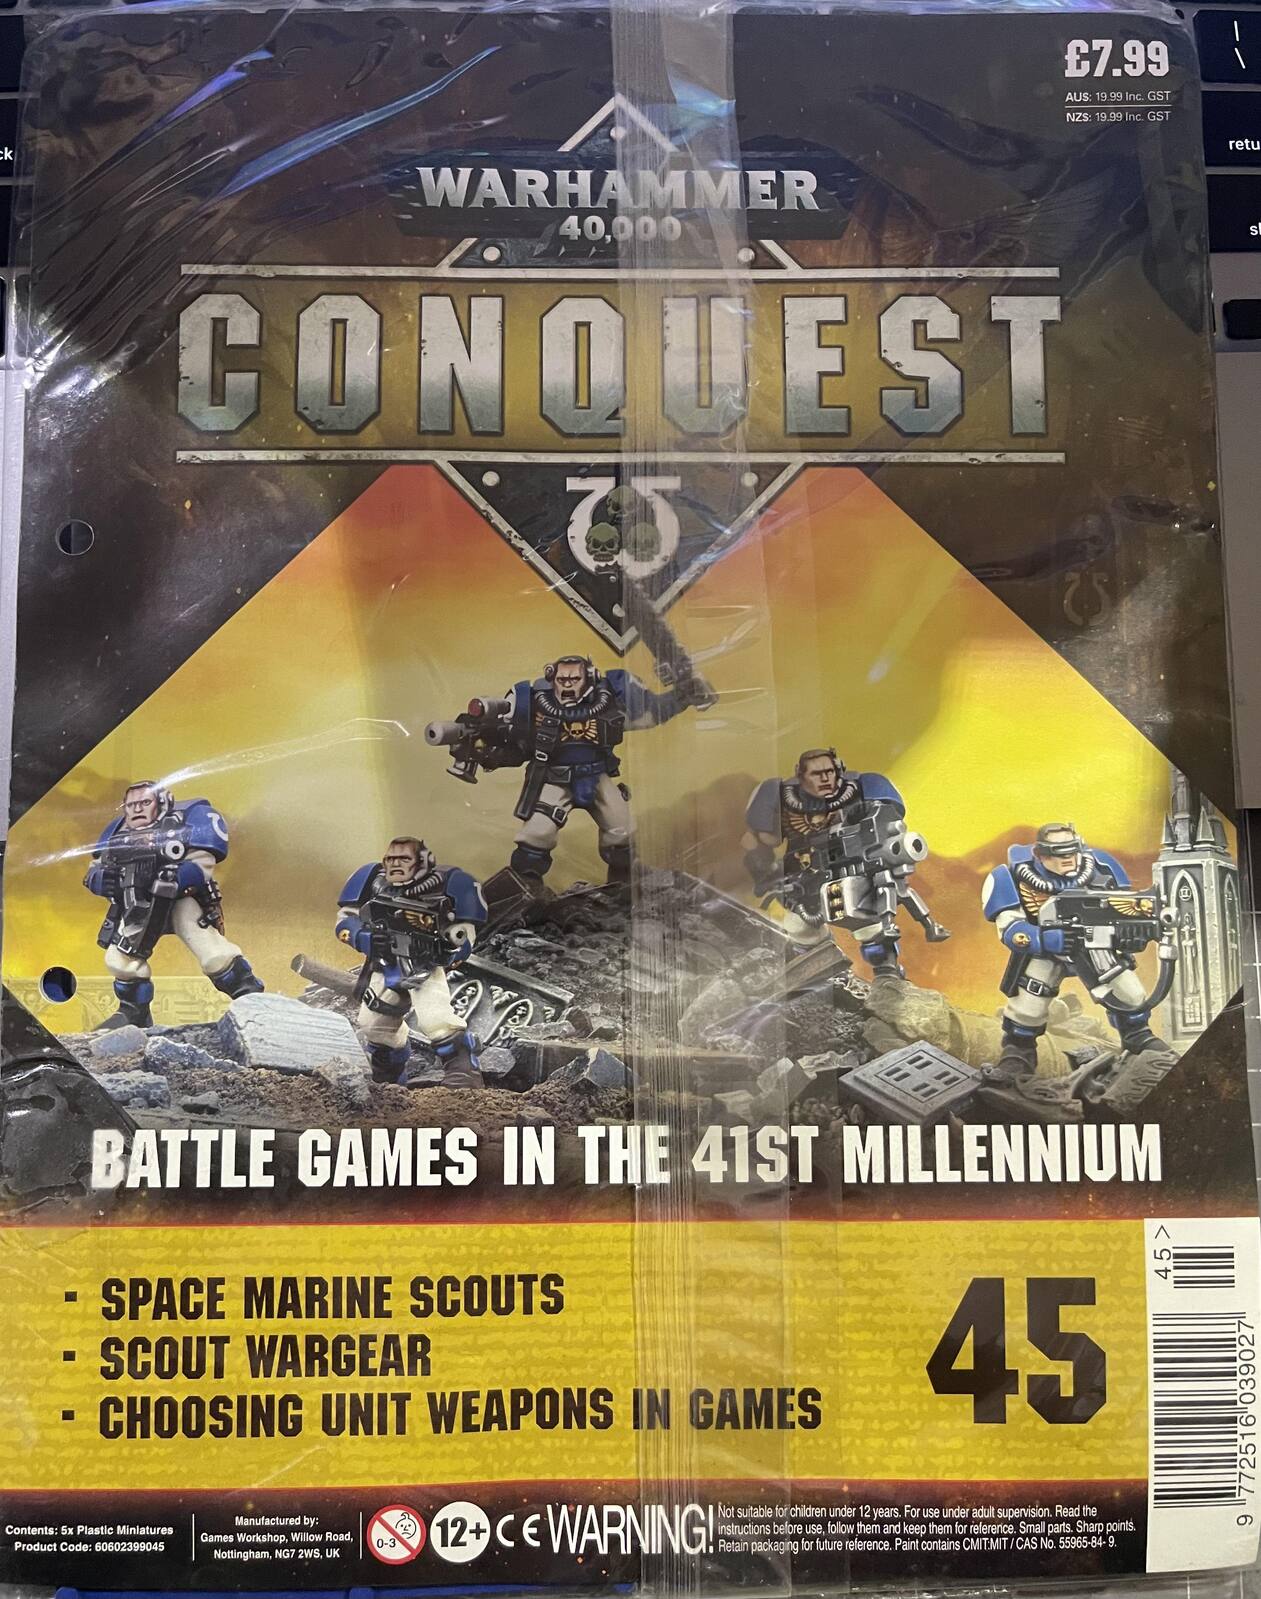 £7.99
AUS: 19.99 Inc. GST
NZS: 19.99 Inc. GST
WARHAMMER
40,000
CONQUEST
BATTLE GAMES IN THE 41ST MILLENNIUM
▪ SPACE MARINE SCOUTS
▪ SCOUT WARGEAR
▪ CHOOSING UNIT WEAPONS IN GAMES
45
45 >
9 772516 039027
Contents: 5x Plastic Miniatures
Product Code: 60602399045
Manufactured by:
Games Workshop, Willow Road,
Nottingham, NG7 2WS, UK
0-3
12+
CE
WARNING!
Not suitable for children under 12 years. For use under adult supervision. Read the
instructions before use, follow them and keep them for reference. Small parts. Sharp points.
Retain packaging for future reference. Paint contains CMIT:MIT / CAS No. 55965-84- 9.
|
\